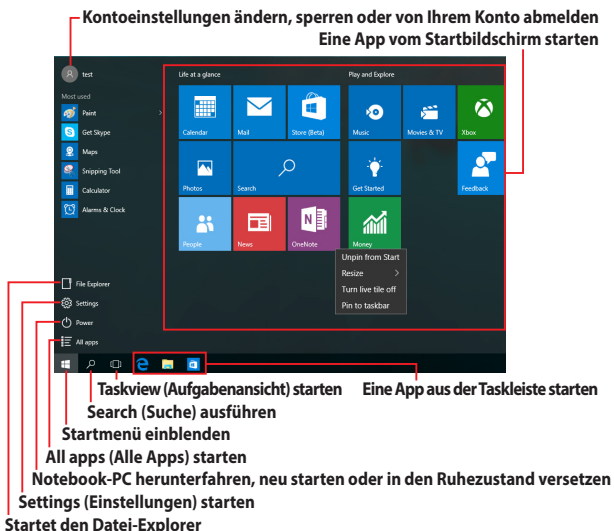 Kontoeinstellungen ändern, sperren oder von Ihrem Konto abmelden
Eine App vom Startbildschirm starten
test
Life at a glance
Play and Explore
Most used
Paint
Get Skype
Maps
Snipping Tool
Calculator
Alarms & Clock
Calendar
Mail
Store (Beta)
Music
Movies & TV
Xbox
Photos
Search
Get Started
Feedback
People
News
OneNote
Money
Unpin from Start
Resize
Turn live tile off
Pin to taskbar
File Explorer
Settings
Power
All apps
Taskview (Aufgabenansicht) starten
Eine App aus der Taskleiste starten
Search (Suche) ausführen
Startmenü einblenden
All apps (Alle Apps) starten
Notebook-PC herunterfahren, neu starten oder in den Ruhezustand versetzen
Settings (Einstellungen) starten
Startet den Datei-Explorer